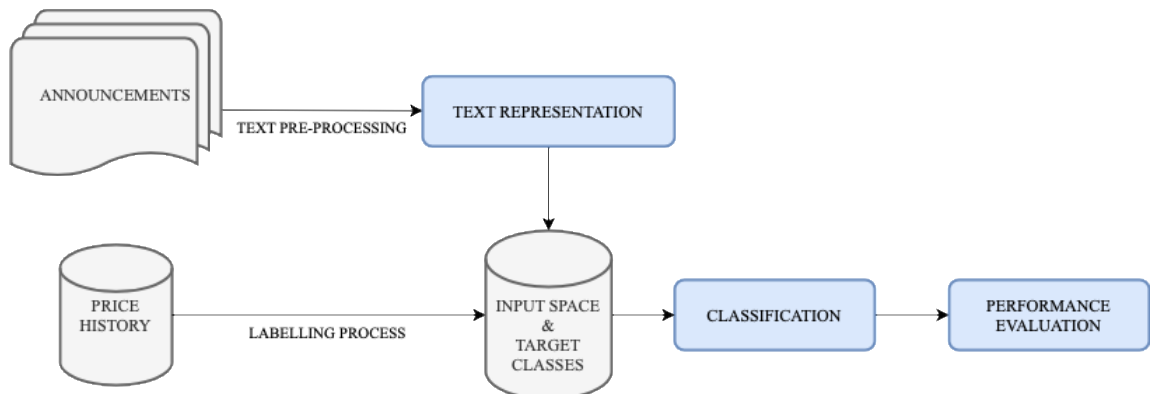 ANNOUNCEMENTS
TEXT PRE-PROCESSING
TEXT REPRESENTATION
PRICE
HISTORY
LABELLING PROCESS
INPUT SPACE
&
TARGET
CLASSES
CLASSIFICATION
PERFORMANCE
EVALUATION